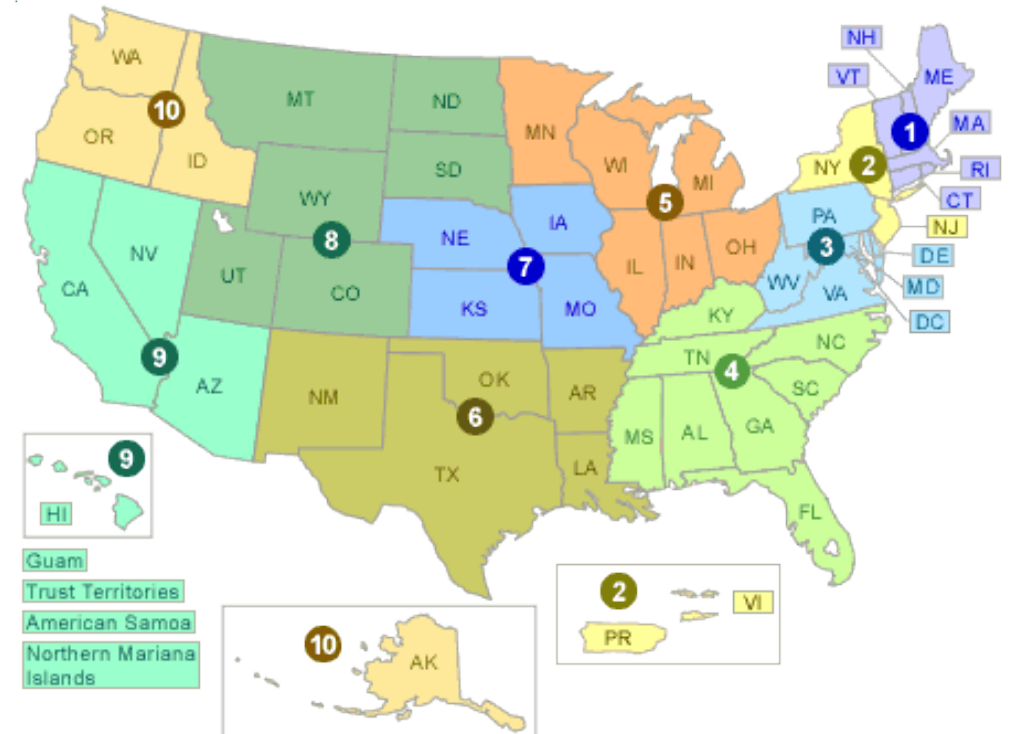 WA
10
OR
ID
MT
ND
SD
WY
8
UT
CO
MN
WI
MI
5
IL
IN
OH
NE
IA
7
KS
MO
NH
VT
ME
1
MA
RI
CT
NY
2
NJ
PA
3
WV
VA
DE
MD
DC
CA
NV
9
AZ
NM
OK
AR
6
TX
LA
KY
TN
4
NC
SC
MS
AL
GA
FL
9
HI
Guam
Trust Territories
American Samoa
Northern Mariana
Islands
10
AK
2
VI
PR